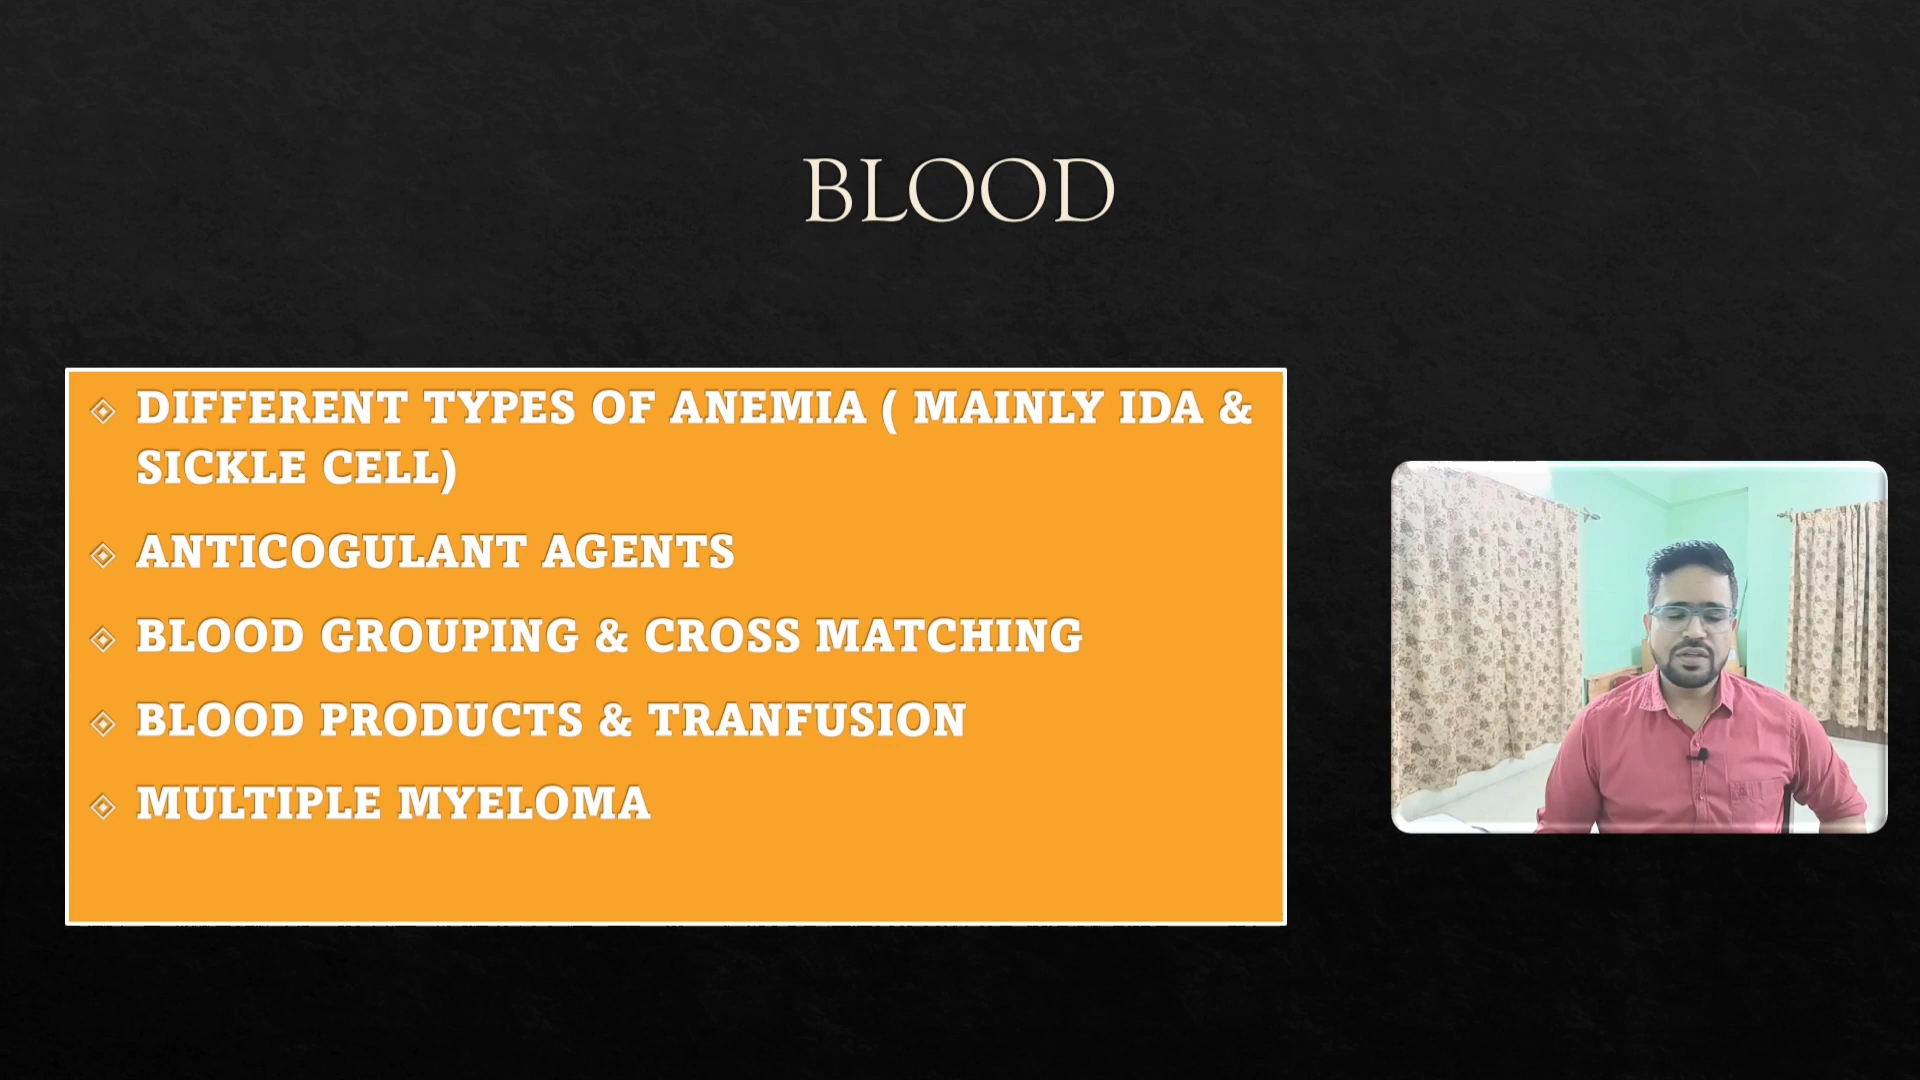 BLOOD
DIFFERENT TYPES OF ANEMIA ( MAINLY IDA &
SICKLE CELL)
ANTICOGULANT AGENTS
BLOOD GROUPING & CROSS MATCHING
BLOOD PRODUCTS & TRANFUSION
MULTIPLE MYELOMA